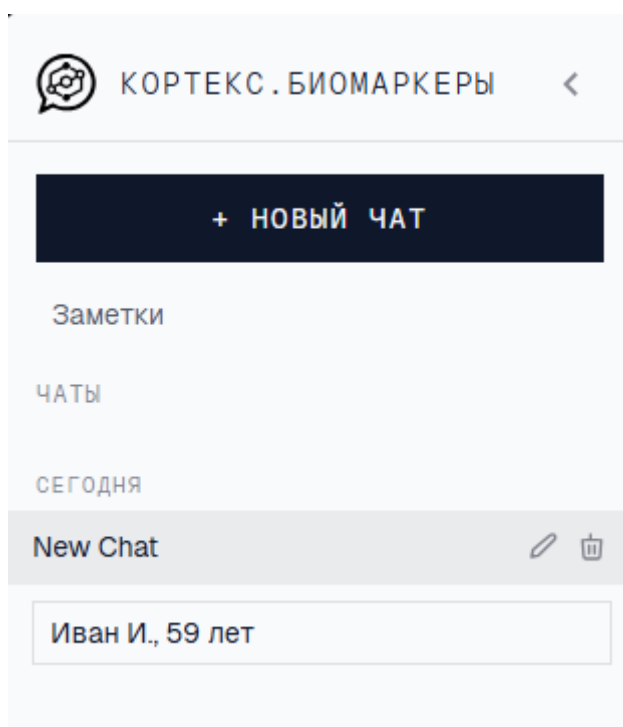 КОРТЕКС.БИОМАРКЕРЫ
+ НОВЫЙ ЧАТ
Заметки
ЧАТЫ
СЕГОДНЯ
New Chat
Иван И., 59 лет